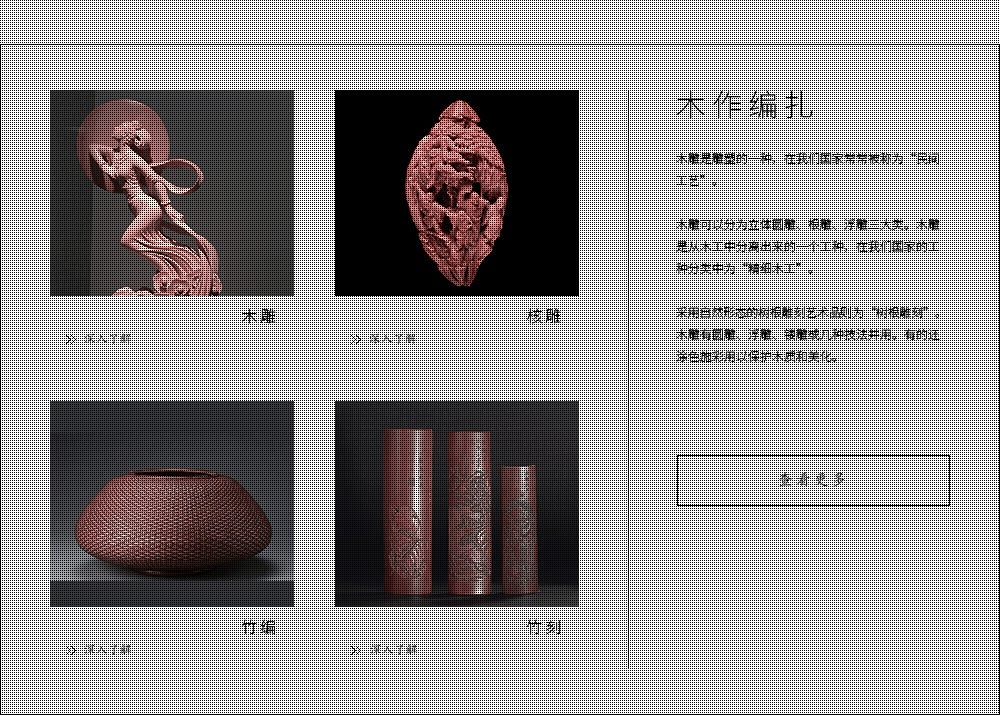 木雕
>> 深入了解
核雕
>> 深入了解
竹编
>> 深入了解
竹刻
>> 深入了解
木作编扎
木雕是雕塑的一种，在我们国家常常被称为“民间
工艺”。
木雕可以分为立体圆雕、根雕、浮雕三大类。木雕
是从木工中分离出来的一个工种，在我们国家的工
种分类中为“精细木工”。
采用自然形态的树根雕刻艺术品则为“树根雕刻”。
木雕有圆雕、浮雕、镂雕或几种技法并用。有的还
涂色施彩用以保护木质和美化。
查看更多